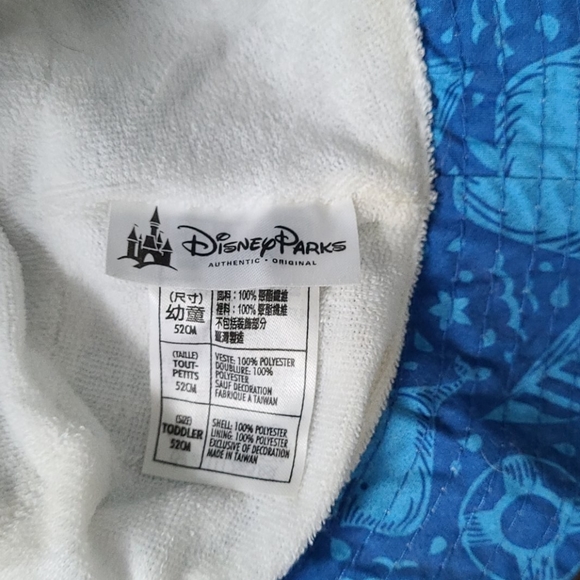 DISNEYPARKS
AUTHENTIC • ORIGINAL
(尺寸)
幼童
52CM
面料: 100% 聚酯纖維
裡料: 100% 聚酯纖維
不包括裝飾部分
臺灣製造
(TAILLE)
TOUT-
PETITS
52CM
VESTE: 100% POLYESTER
DOUBLURE: 100%
POLYESTER
SAUF DECORATION
FABRIQUE A TAIWAN
(SIZE)
TODDLER
52CM
SHELL: 100% POLYESTER
LINING: 100% POLYESTER
EXCLUSIVE OF DECORATION
MADE IN TAIWAN